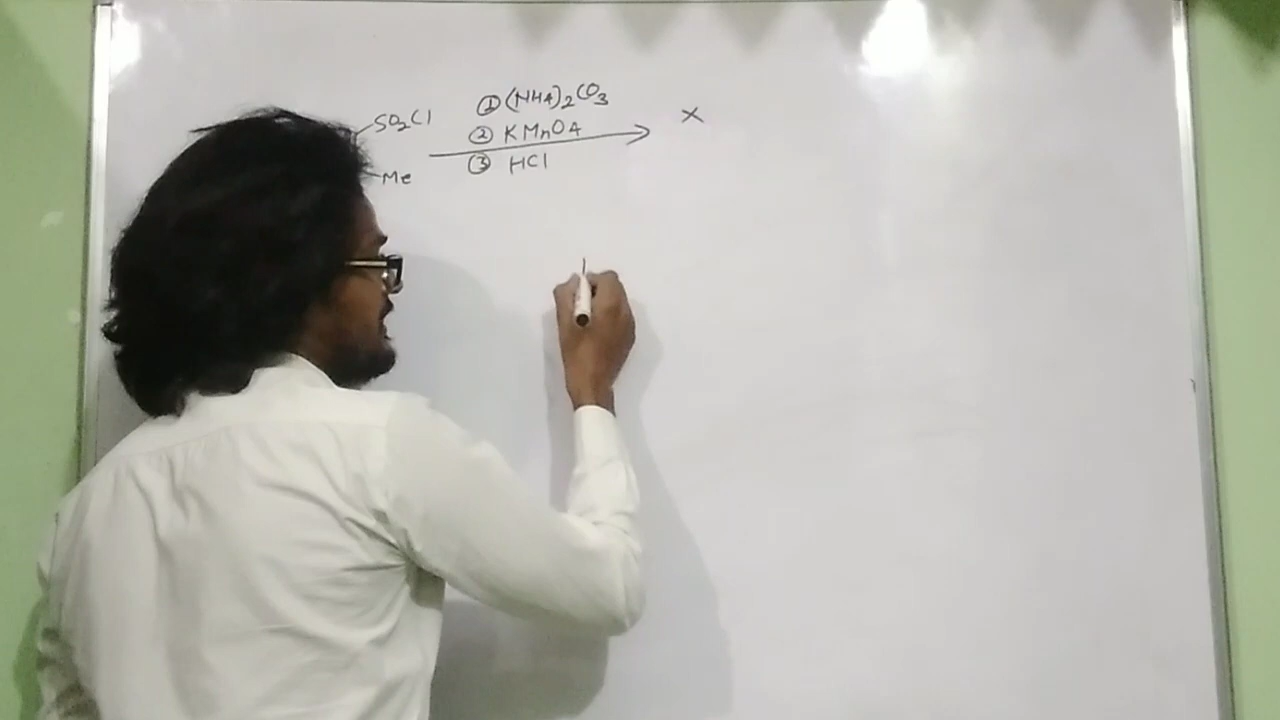 SO2Cl
Me
① (NH4)2CO3
② KMnO4
③ HCl
X